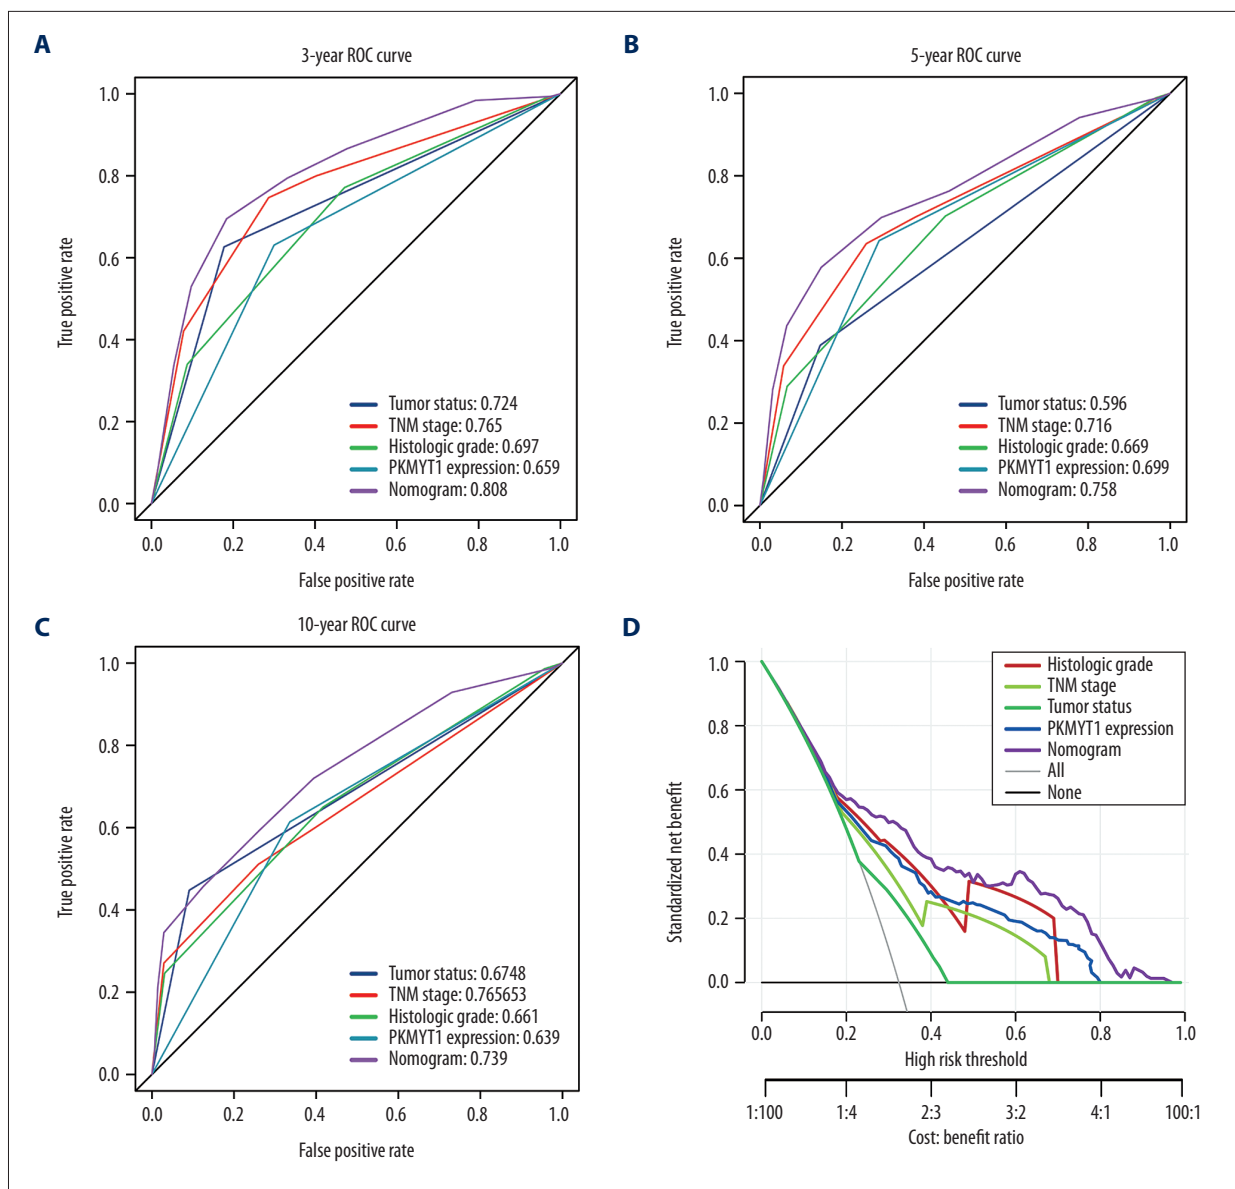 A
3-year ROC curve
True positive rate
1.0
0.8
0.6
0.4
0.2
0.0
Tumor status: 0.724
TNM stage: 0.765
Histologic grade: 0.697
PKMYT1 expression: 0.659
Nomogram: 0.808
0.0 0.2 0.4 0.6 0.8 1.0
False positive rate
B
5-year ROC curve
True positive rate
1.0
0.8
0.6
0.4
0.2
0.0
Tumor status: 0.596
TNM stage: 0.716
Histologic grade: 0.669
PKMYT1 expression: 0.699
Nomogram: 0.758
0.0 0.2 0.4 0.6 0.8 1.0
False positive rate
C
10-year ROC curve
True positive rate
1.0
0.8
0.6
0.4
0.2
0.0
Tumor status: 0.6748
TNM stage: 0.765653
Histologic grade: 0.661
PKMYT1 expression: 0.639
Nomogram: 0.739
0.0 0.2 0.4 0.6 0.8 1.0
False positive rate
D
Standardized net benefit
1.0
0.8
0.6
0.4
0.2
0.0
Histologic grade
TNM stage
Tumor status
PKMYT1 expression
Nomogram
All
None
0.0 0.2 0.4 0.6 0.8 1.0
High risk threshold
1:100 1:4 2:3 3:2 4:1 100:1
Cost: benefit ratio